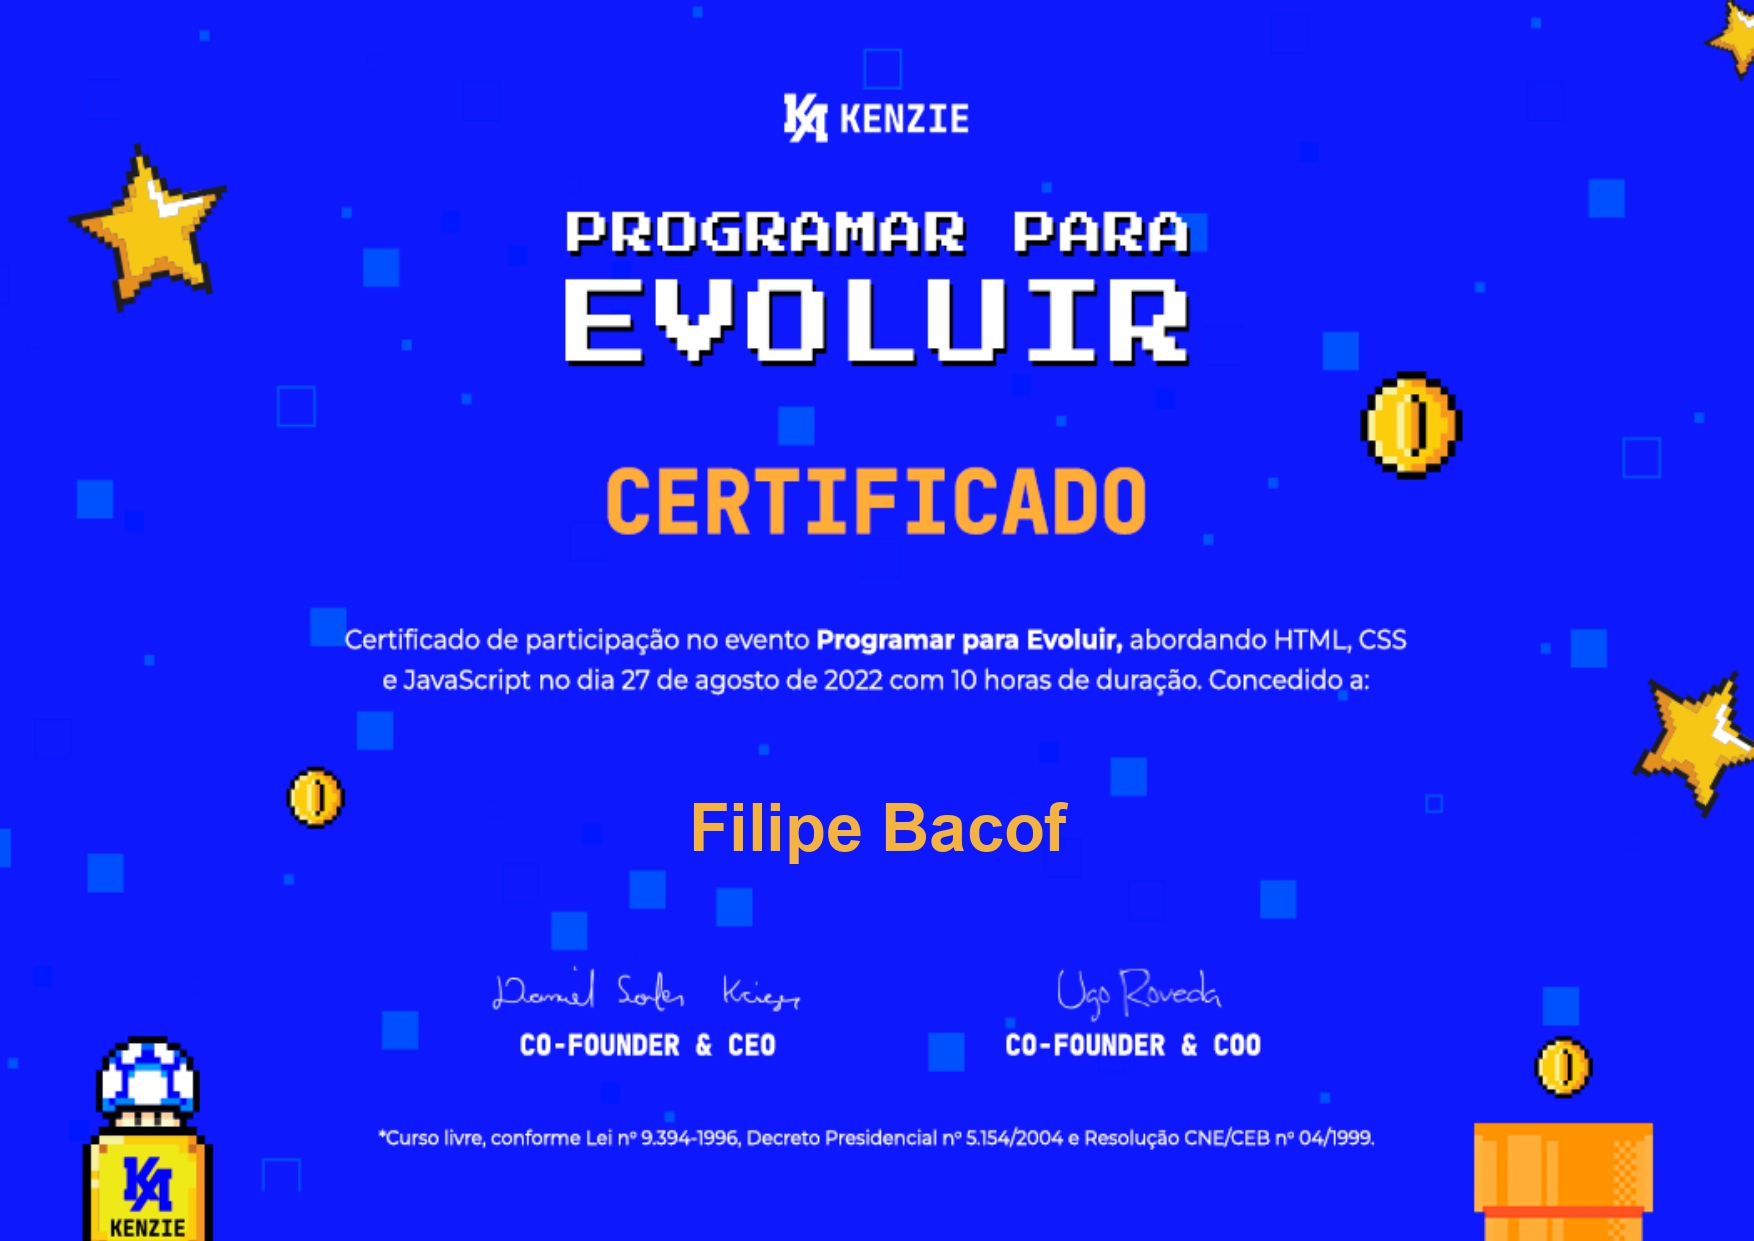 KENZIE
PROGRAMAR PARA
EVOLUIR
CERTIFICADO
Certificado de participação no evento Programar para Evoluir, abordando HTML, CSS
e JavaScript no dia 27 de agosto de 2022 com 10 horas de duração. Concedido a:
Filipe Bacof
Ugo Roveda
CO-FOUNDER & CEO
CO-FOUNDER & COO
*Curso livre, conforme Lei nº 9.394-1996, Decreto Presidencial nº 5.154/2004 e Resolução CNE/CEB nº 04/1999.
KENZIE